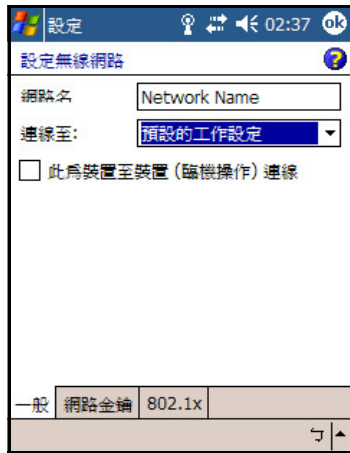 設定 02:37 ok
設定無線網路 ?
網路名 Network Name
連線至: 預設的工作設定
此為裝置至裝置 (臨機操作) 連線
一般 網路金鑰 802.1x
ㄅ